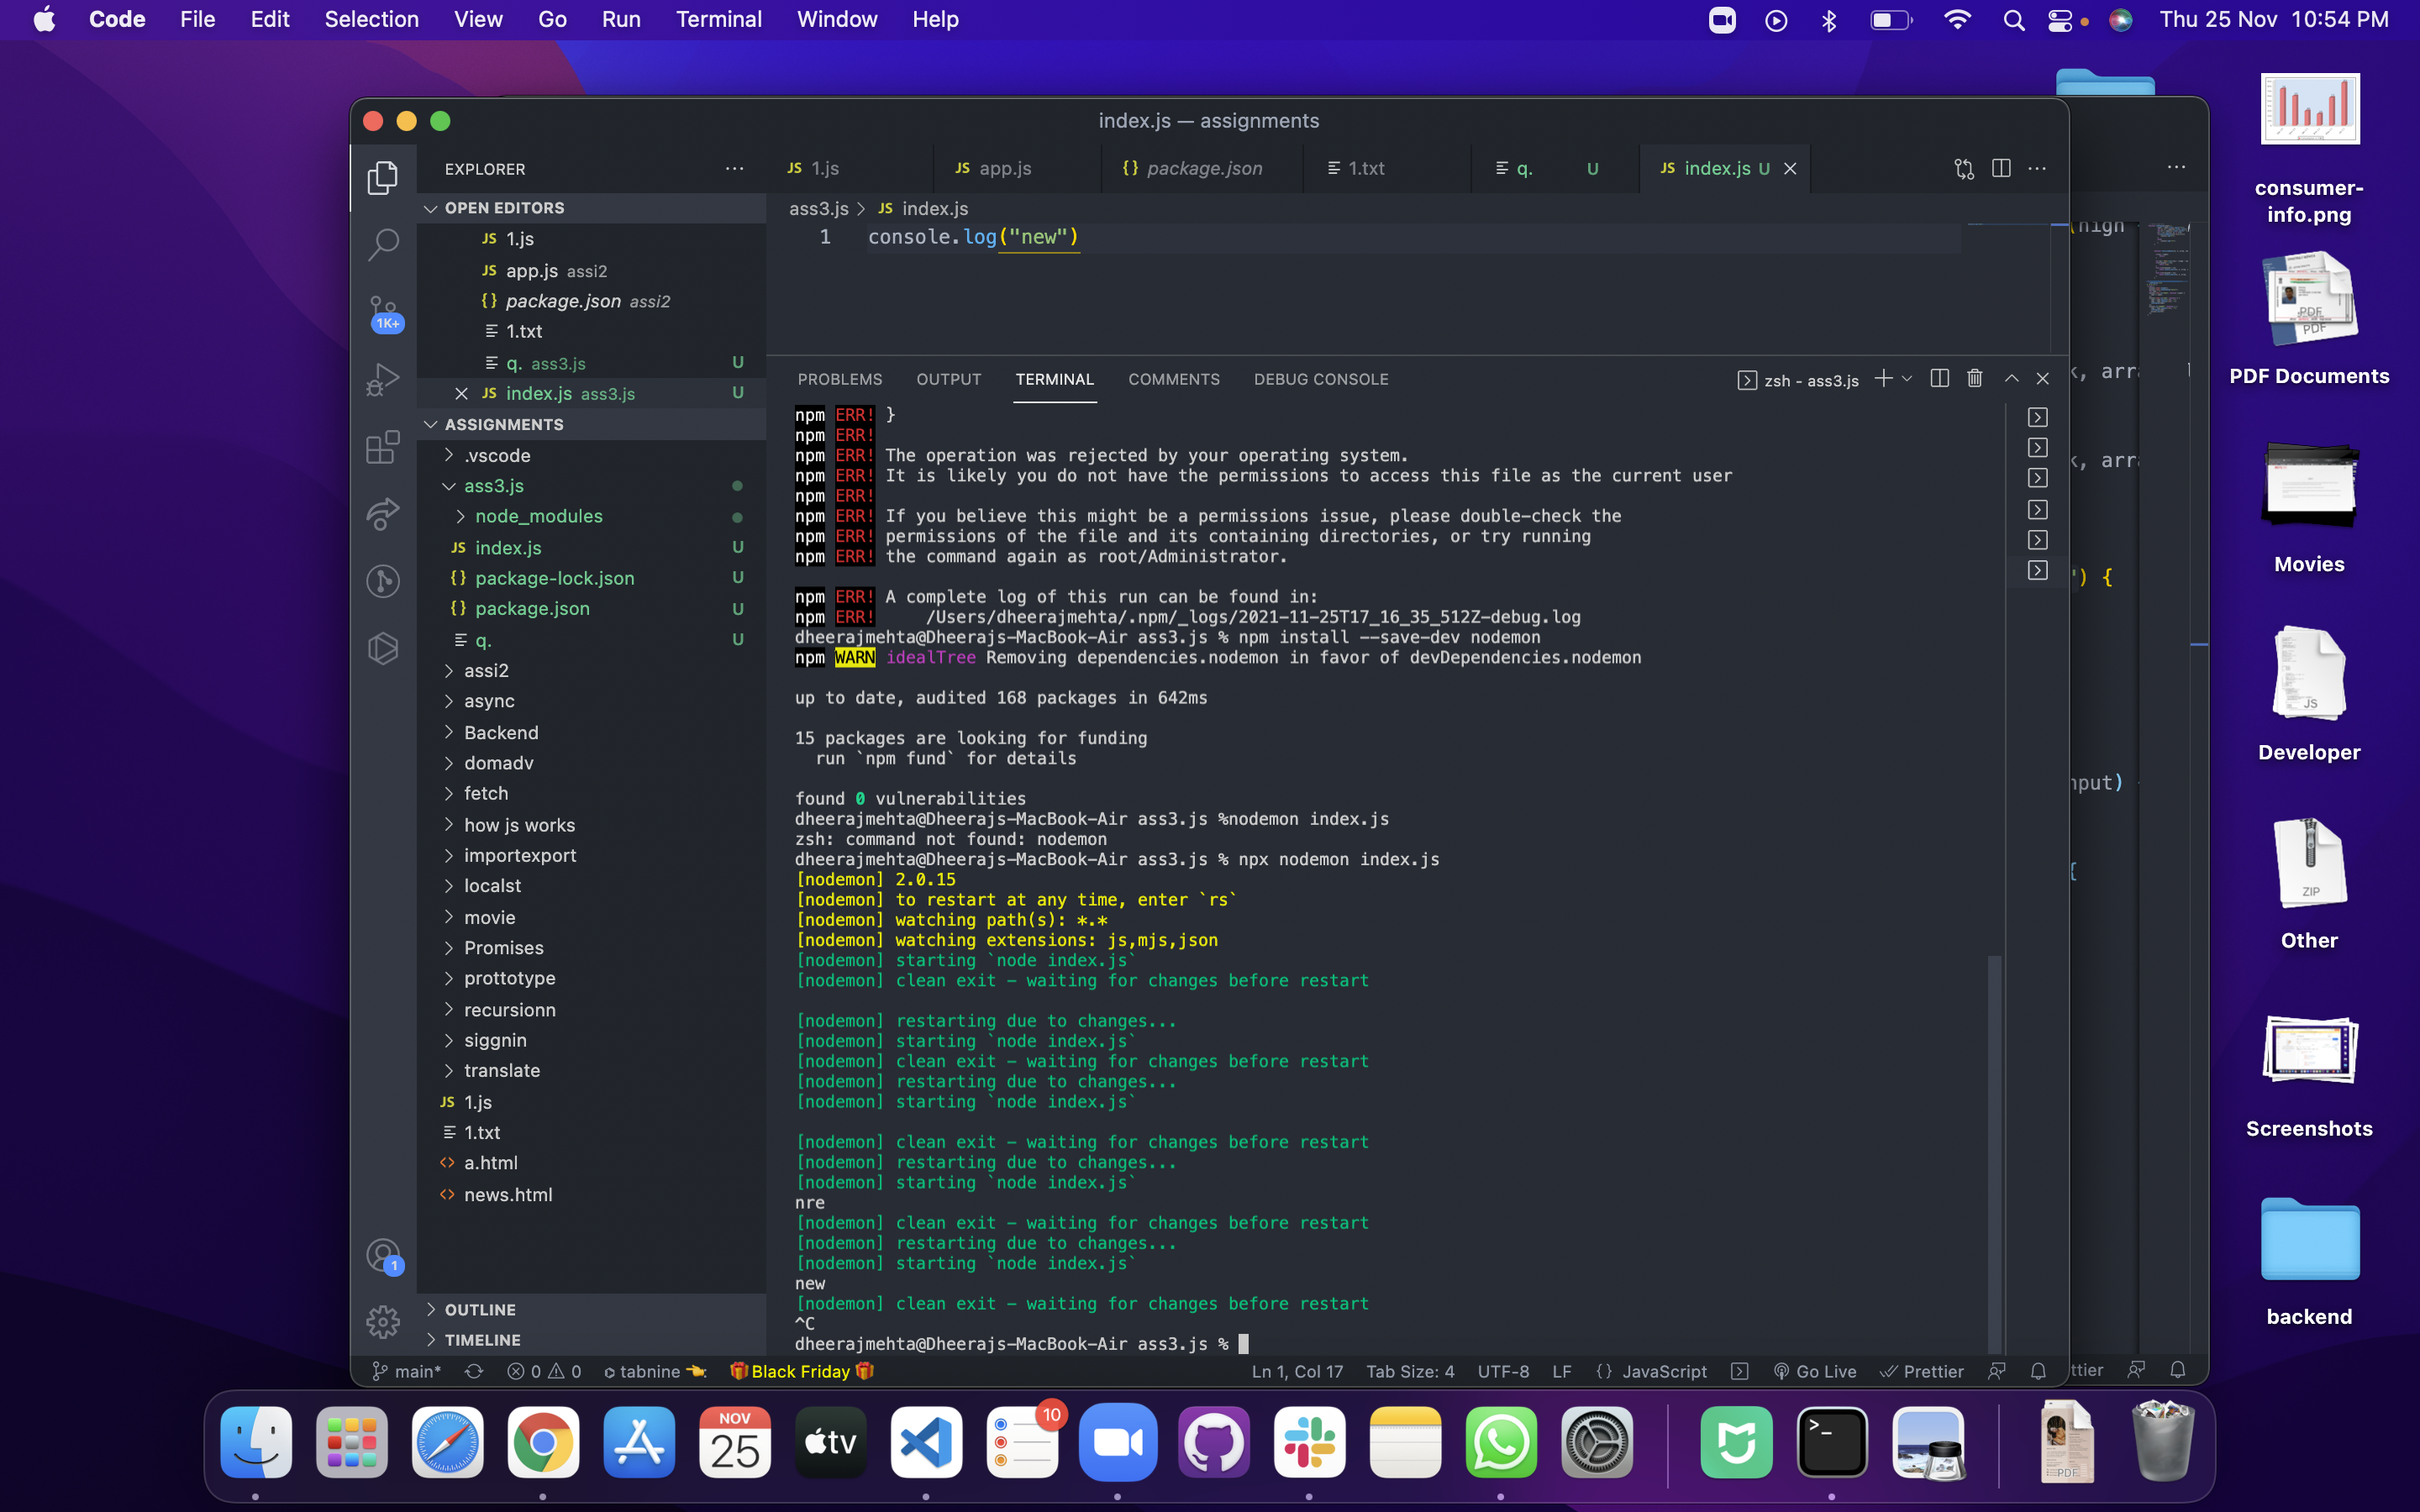 Code File Edit Selection View Go Run Terminal Window Help
Thu 25 Nov 10:54 PM
index.js — assignments
EXPLORER
JS 1.js
JS app.js
{} package.json
1.txt
q. U
JS index.js U
OPEN EDITORS
JS 1.js
JS app.js assi2
{} package.json assi2
1.txt
q. ass3.js U
JS index.js ass3.js U
1K+
ASSIGNMENTS
.vscode
ass3.js
node_modules
JS index.js U
{} package-lock.json U
{} package.json U
q. U
assi2
async
Backend
domadv
fetch
how js works
importexport
localst
movie
Promises
prottotype
recursionn
siggnin
translate
JS 1.js
1.txt
<> a.html
<> news.html
1
OUTLINE
TIMELINE
ass3.js > JS index.js
1 console.log("new")
PROBLEMS OUTPUT TERMINAL COMMENTS DEBUG CONSOLE
zsh - ass3.js
npm ERR! }
npm ERR!
npm ERR! The operation was rejected by your operating system.
npm ERR! It is likely you do not have the permissions to access this file as the current user
npm ERR!
npm ERR! If you believe this might be a permissions issue, please double-check the
npm ERR! permissions of the file and its containing directories, or try running
npm ERR! the command again as root/Administrator.
npm ERR! A complete log of this run can be found in:
npm ERR!     /Users/dheerajmehta/.npm/_logs/2021-11-25T17_16_35_512Z-debug.log
dheerajmehta@Dheerajs-MacBook-Air ass3.js % npm install --save-dev nodemon
npm WARN idealTree Removing dependencies.nodemon in favor of devDependencies.nodemon
up to date, audited 168 packages in 642ms
15 packages are looking for funding
run `npm fund` for details
found 0 vulnerabilities
dheerajmehta@Dheerajs-MacBook-Air ass3.js %nodemon index.js
zsh: command not found: nodemon
dheerajmehta@Dheerajs-MacBook-Air ass3.js % npx nodemon index.js
[nodemon] 2.0.15
[nodemon] to restart at any time, enter `rs`
[nodemon] watching path(s): *.*
[nodemon] watching extensions: js,mjs,json
[nodemon] starting `node index.js`
[nodemon] clean exit - waiting for changes before restart
[nodemon] restarting due to changes...
[nodemon] starting `node index.js`
[nodemon] clean exit - waiting for changes before restart
[nodemon] restarting due to changes...
[nodemon] starting `node index.js`
[nodemon] clean exit - waiting for changes before restart
[nodemon] restarting due to changes...
[nodemon] starting `node index.js`
nre
[nodemon] clean exit - waiting for changes before restart
[nodemon] restarting due to changes...
[nodemon] starting `node index.js`
new
[nodemon] clean exit - waiting for changes before restart
^C
dheerajmehta@Dheerajs-MacBook-Air ass3.js %
main* 0 0 tabnine Black Friday
Ln 1, Col 17 Tab Size: 4 UTF-8 LF {} JavaScript Go Live Prettier
ttier
(high
, arr
, arr
') {
nput)
{
consumer-
info.png
PDF
PDF
PDF Documents
Movies
JS
Developer
ZIP
Other
Screenshots
backend
NOV
25
tv
10
PDF